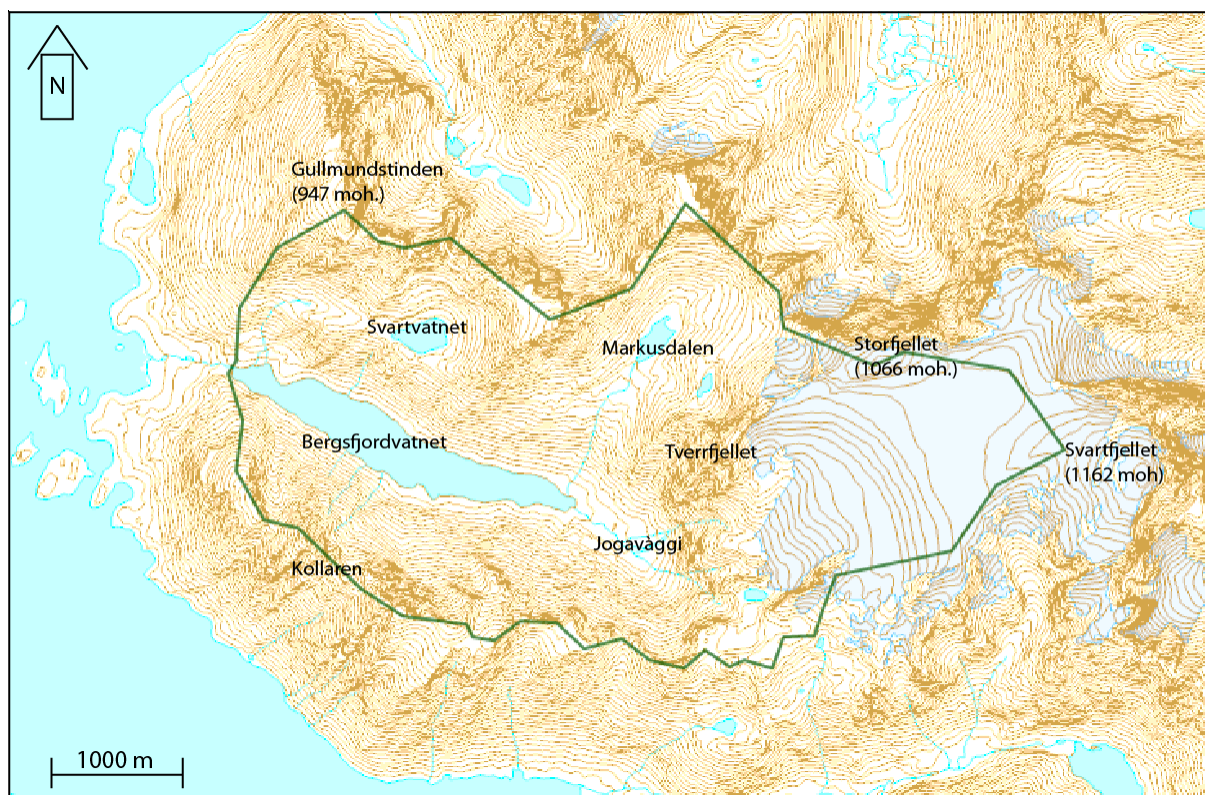 N
Gullmundstinden
(947 moh.)
Svartvatnet
Markusdalen
Storfjellet
(1066 moh.)
Bergsfjordvatnet
Tverrfjellet
Svartfjellet
(1162 moh)
Jogavàggi
Kollaren
1000 m